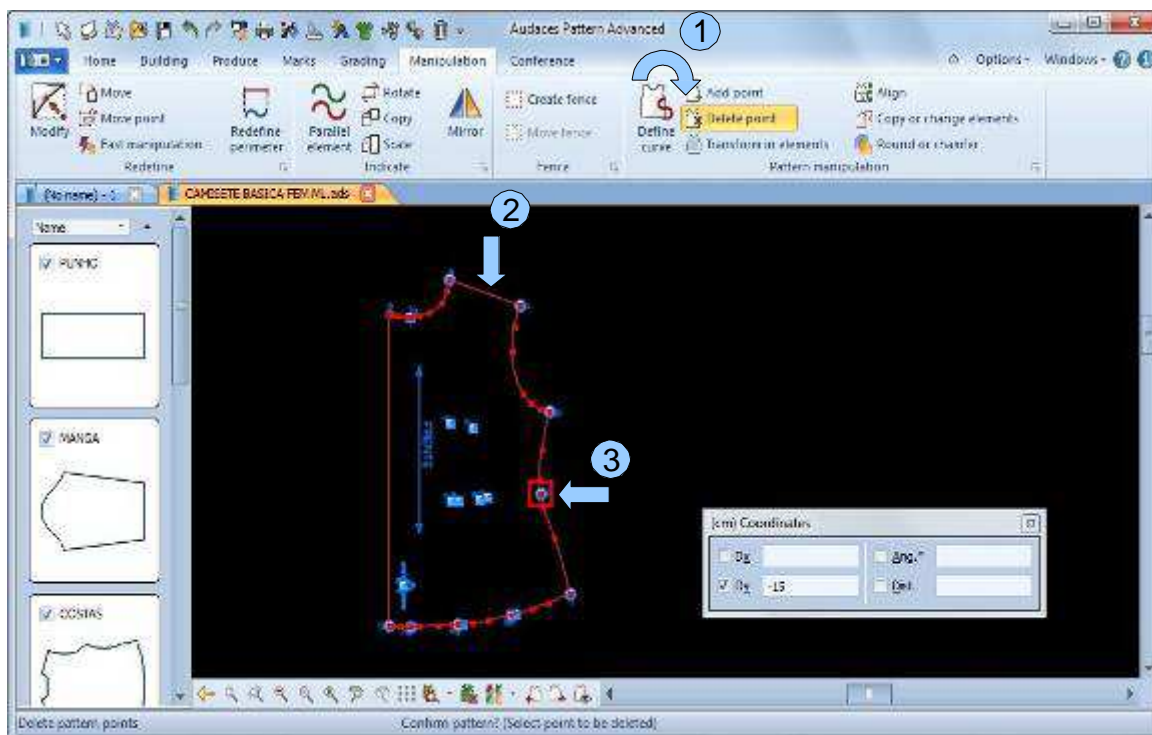 Audaces Pattern Advanced
1
Home Building Produce Marks Grading Manipulation Conference
Options Windows
Move
Move point
Fast manipulation
Modify
Redefine perimeter
Redefine
Parallel element
Rotate
Copy
Scale
Mirror
Indicate
Create fence
Move fence
Fence
Define curve
Add point
Delete point
Transform in elements
Align
Copy or change elements
Round or chamfer
Pattern manipulation
(No name) - 1
CAMISETE BASICA FEM ML.ads
2
Name
PUNHO
MANGA
COSTAS
FRENTE
3
(cm) Coordinates
Dx
Ang.°
Dy -15
Delete pattern points
Confirm pattern? (Select point to be deleted)